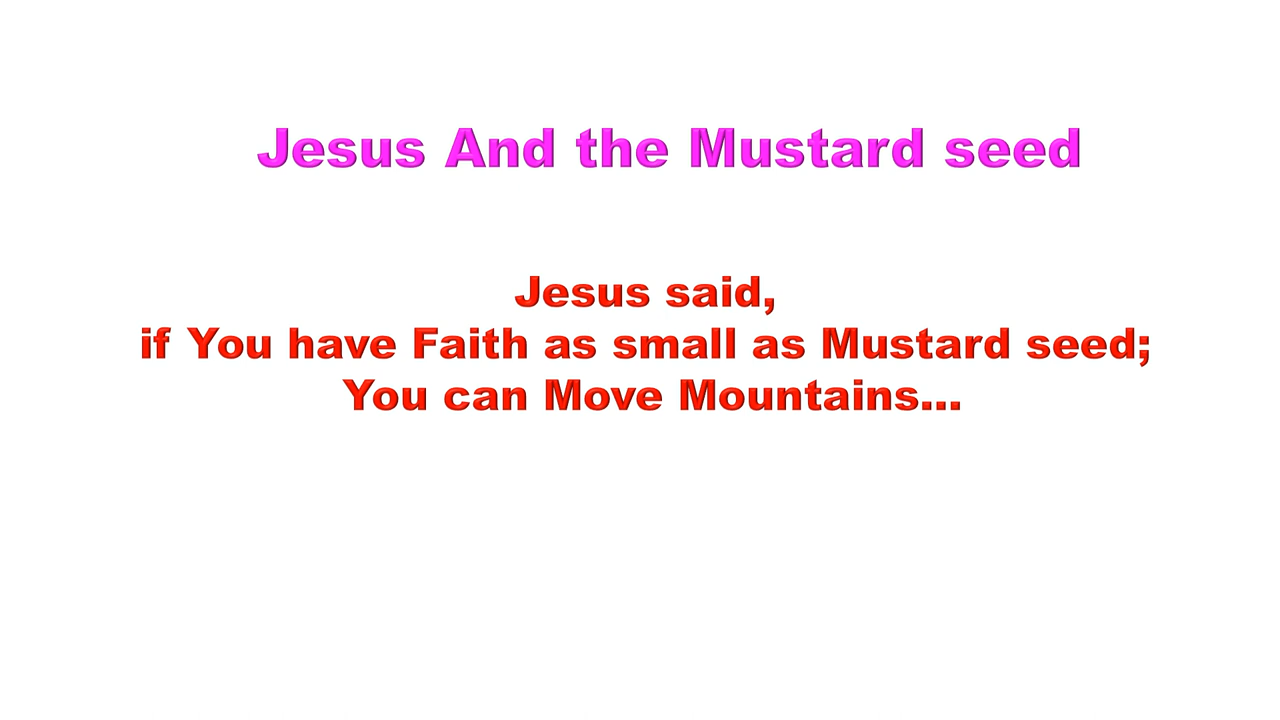 Jesus And the Mustard seed
Jesus said,
if You have Faith as small as Mustard seed;
You can Move Mountains...